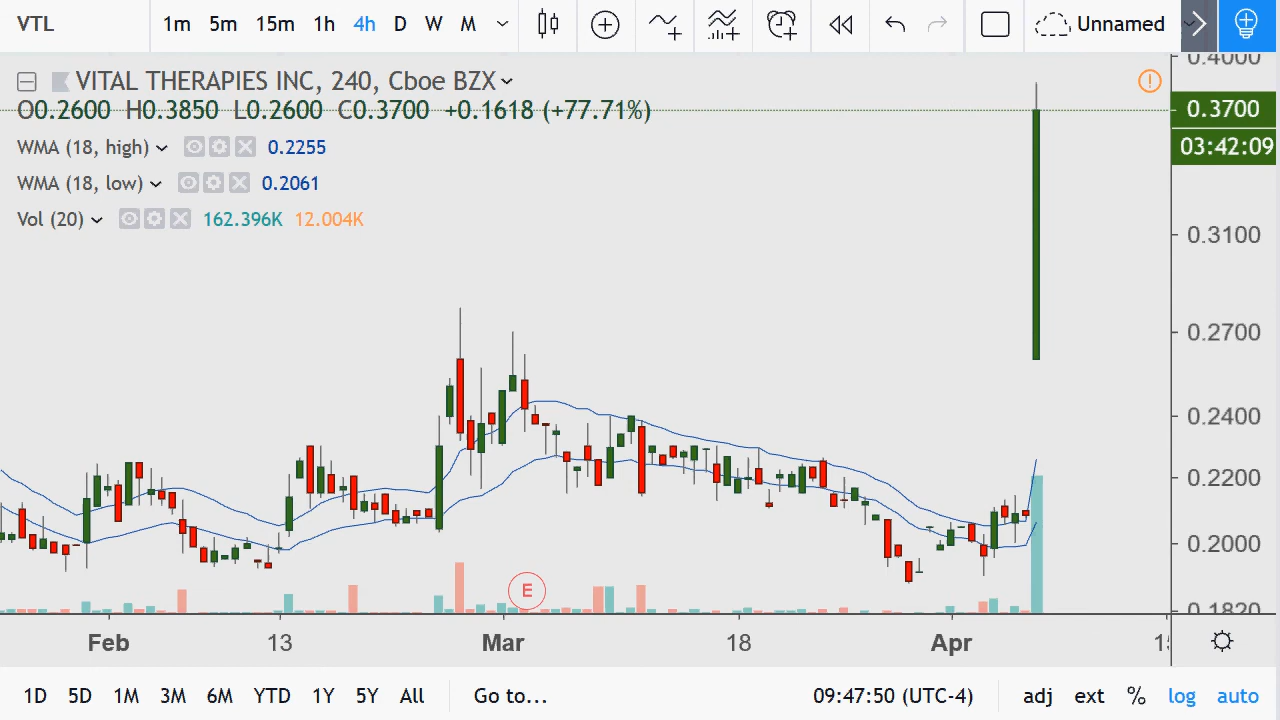 VTL 1m 5m 15m 1h 4h D W M Unnamed
VITAL THERAPIES INC, 240, Cboe BZX
O0.2600 H0.3850 L0.2600 C0.3700 +0.1618 (+77.71%)
WMA (18, high) 0.2255
WMA (18, low) 0.2061
Vol (20) 162.396K 12.004K
0.4000
0.3700
03:42:09
0.3100
0.2700
0.2400
0.2200
0.2000
0.1820
E
Feb 13 Mar 18 Apr 15
1D 5D 1M 3M 6M YTD 1Y 5Y All Go to... 09:47:50 (UTC-4) adj ext % log auto